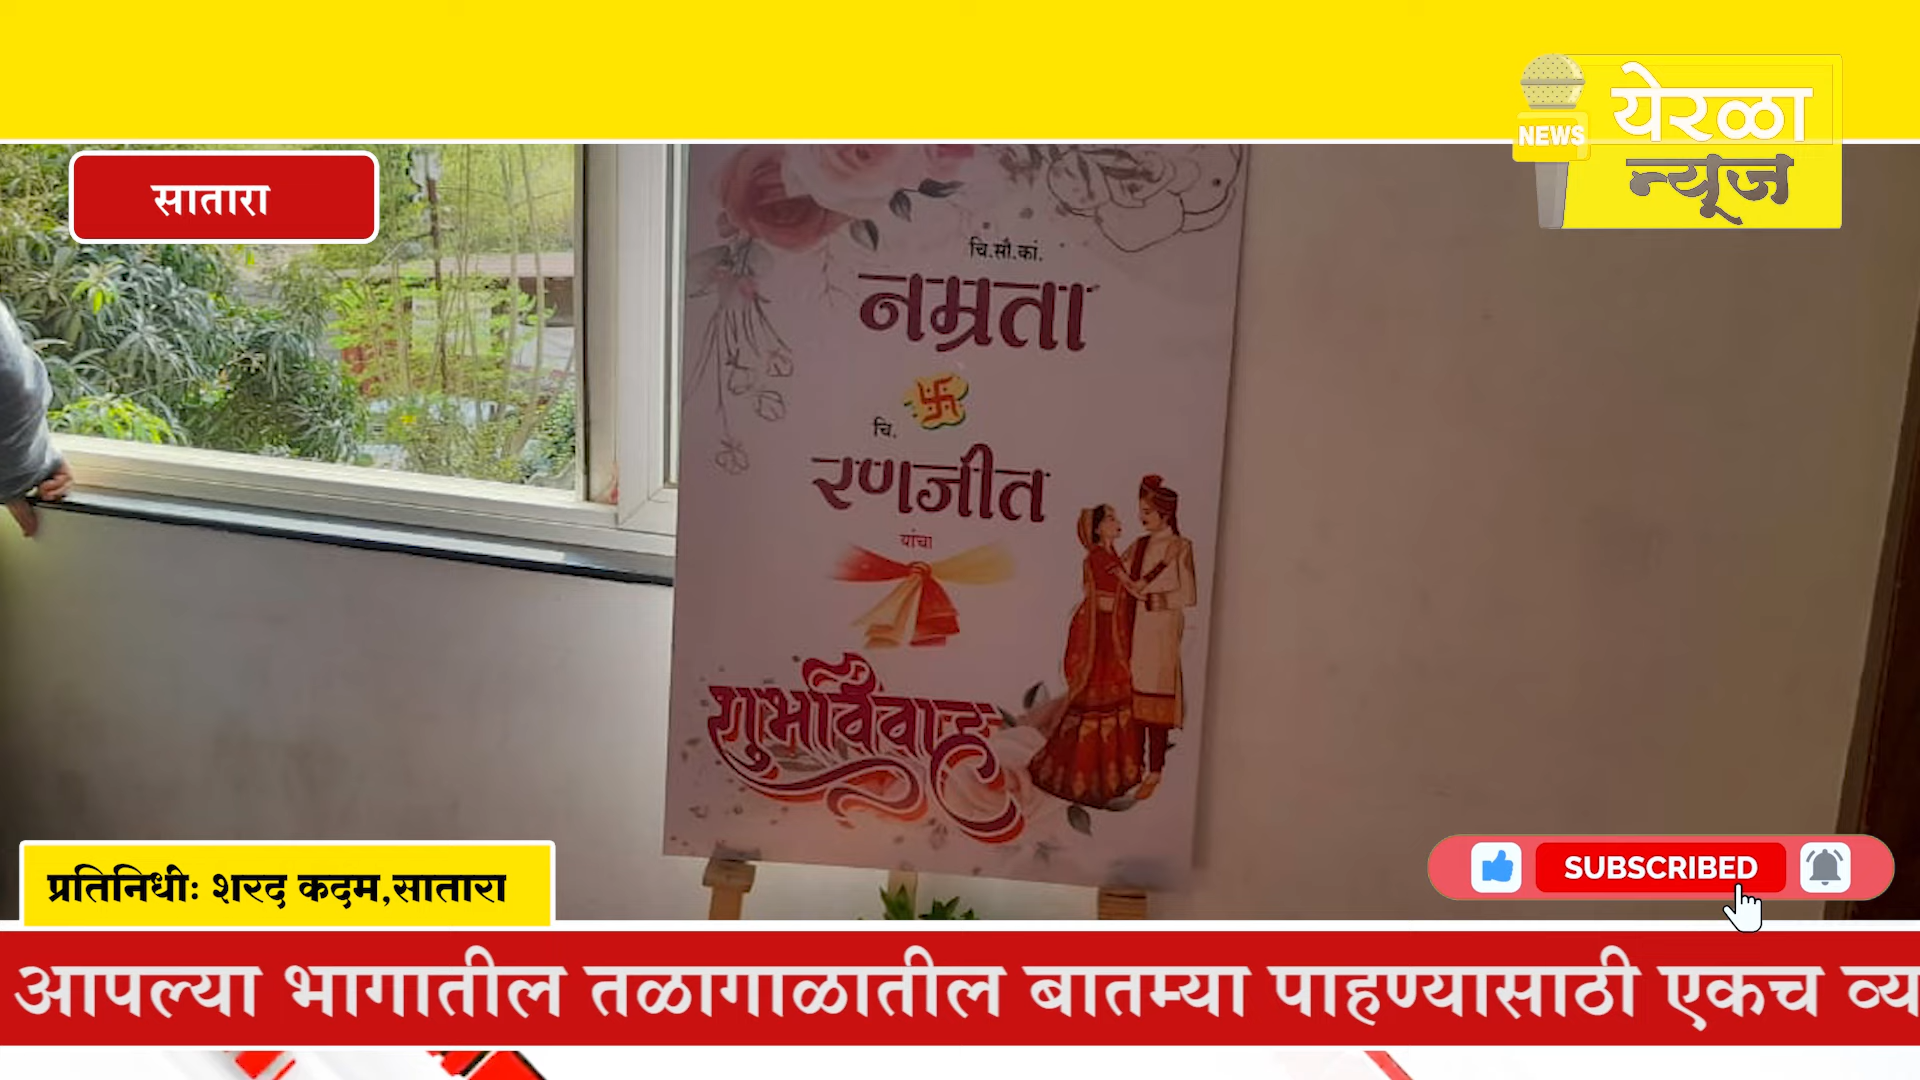 येरळा
NEWS
न्यूज
सातारा
चि.सौ.कां.
नम्रता
चि.
रणजीत
यांचा
शुभविवाह
प्रतिनिधीः शरद कदम,सातारा
SUBSCRIBED
आपल्या भागातील तळागाळातील बातम्या पाहण्यासाठी एकच व्य